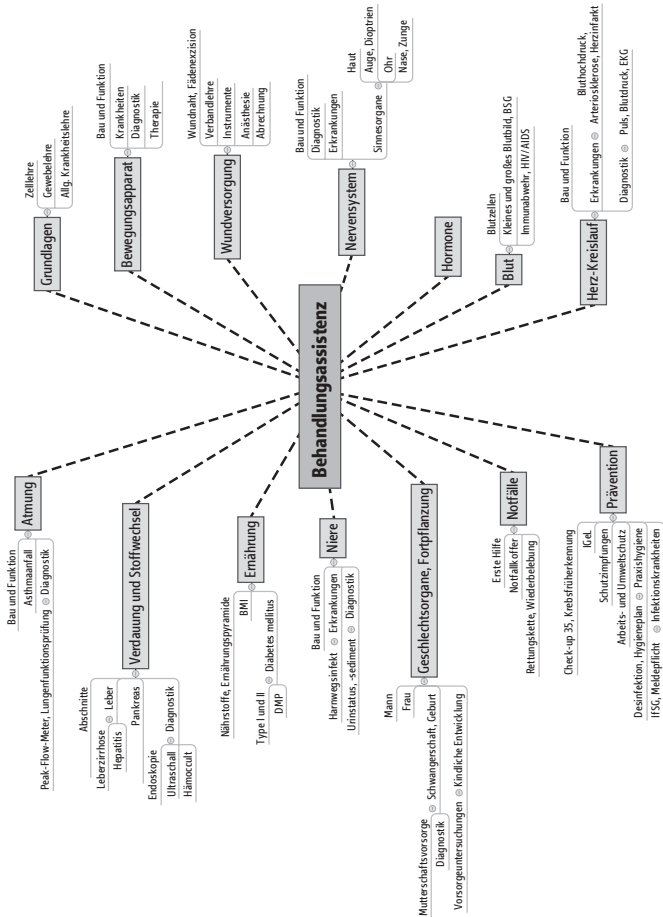 Behandlungsassistenz
Grundlagen
Zelllehre
Gewebelehre
Allg. Krankheitslehre
Bewegungsapparat
Bau und Funktion
Krankheiten
Diagnostik
Therapie
Wundversorgung
Wundnaht, Fädenexzision
Verbandlehre
Instrumente
Anästhesie
Abrechnung
Nervensystem
Bau und Funktion
Diagnostik
Erkrankungen
Sinnesorgane
Haut
Auge, Dioptrien
Ohr
Nase, Zunge
Hormone
Blut
Blutzellen
Kleines und großes Blutbild, BSG
Immunabwehr, HIV/AIDS
Herz-Kreislauf
Bau und Funktion
Erkrankungen
Bluthochdruck,
Arteriosklerose, Herzinfarkt
Diagnostik
Puls, Blutdruck, EKG
Atmung
Bau und Funktion
Asthmaanfall
Peak-Flow-Meter, Lungenfunktionsprüfung
Diagnostik
Verdauung und Stoffwechsel
Abschnitte
Leberzirrhose
Hepatitis
Leber
Pankreas
Endoskopie
Ultraschall
Hämoccult
Diagnostik
Ernährung
Nährstoffe, Ernährungspyramide
BMI
Type I und II
DMP
Diabetes mellitus
Niere
Bau und Funktion
Harnwegsinfekt
Erkrankungen
Urinstatus, -sediment
Diagnostik
Geschlechtsorgane, Fortpflanzung
Mann
Frau
Mutterschaftsvorsorge
Diagnostik
Schwangerschaft, Geburt
Vorsorgeuntersuchungen
Kindliche Entwicklung
Notfälle
Erste Hilfe
Notfallkoffer
Rettungskette, Wiederbelebung
Prävention
Check-up 35, Krebsfrüherkennung
IGeL
Schutzimpfungen
Arbeits- und Umweltschutz
Desinfektion, Hygieneplan
Praxishygiene
IfSG, Meldepflicht
Infektionskrankheiten